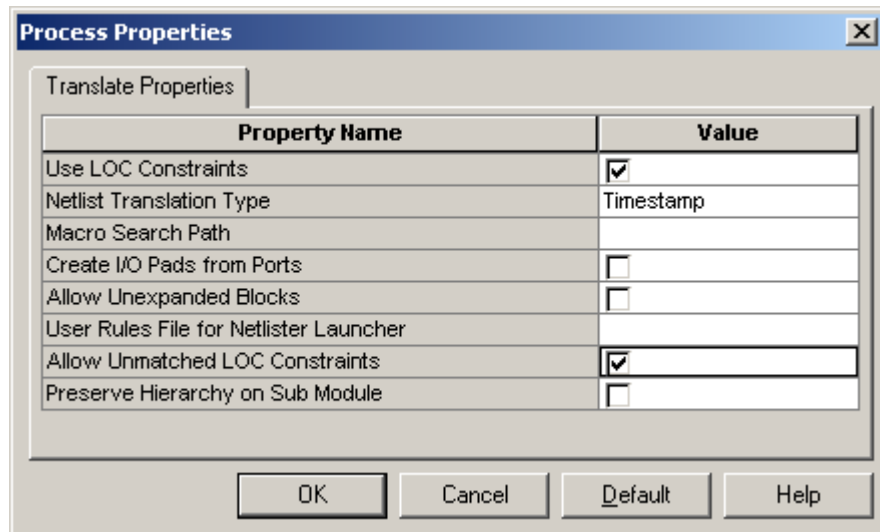 Process Properties
Translate Properties
Property Name Value
Use LOC Constraints
Netlist Translation Type Timestamp
Macro Search Path
Create I/O Pads from Ports
Allow Unexpanded Blocks
User Rules File for Netlister Launcher
Allow Unmatched LOC Constraints
Preserve Hierarchy on Sub Module
OK Cancel Default Help